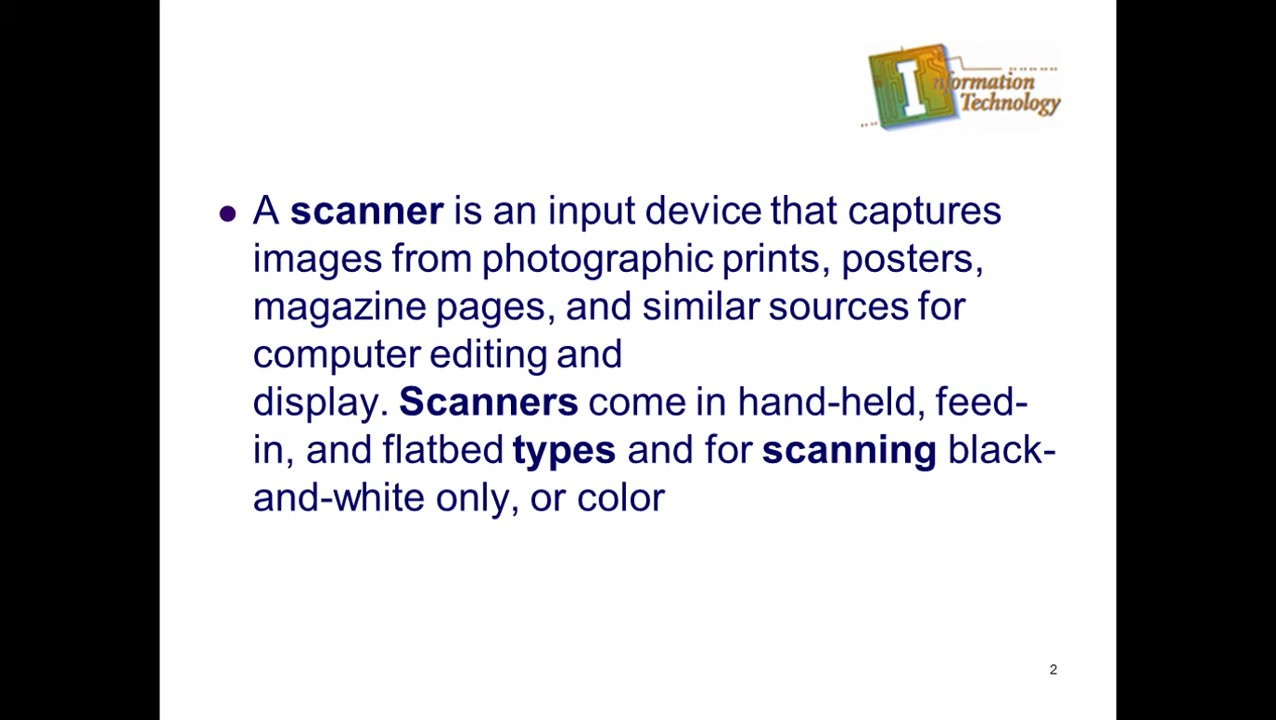 Information
Technology
• A scanner is an input device that captures
images from photographic prints, posters,
magazine pages, and similar sources for
computer editing and
display. Scanners come in hand-held, feed-
in, and flatbed types and for scanning black-
and-white only, or color
2